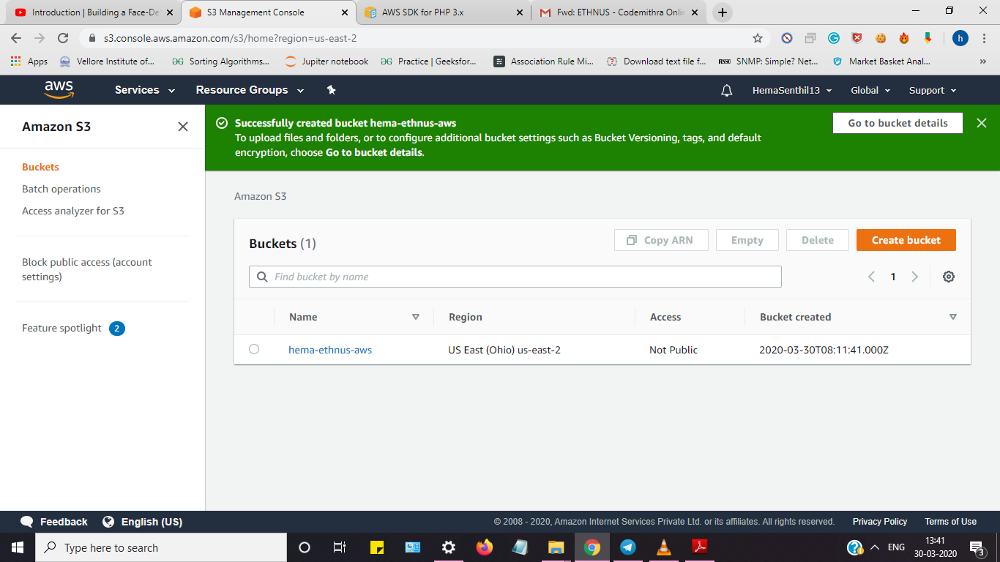 Introduction | Building a Face-De
S3 Management Console
AWS SDK for PHP 3.x
Fwd: ETHNUS - Codemithra Onlin
s3.console.aws.amazon.com/s3/home?region=us-east-2
h
Apps
Vellore Institute of...
Sorting Algorithms...
Jupiter notebook
Practice | Geeksfor...
Association Rule Mi...
Download text file f...
SNMP: Simple? Net...
Market Basket Anal...
aws
Services
Resource Groups
HemaSenthil13
Global
Support
Amazon S3
Buckets
Batch operations
Access analyzer for S3
Block public access (account
settings)
Feature spotlight 2
Successfully created bucket hema-ethnus-aws
To upload files and folders, or to configure additional bucket settings such as Bucket Versioning, tags, and default
encryption, choose Go to bucket details.
Go to bucket details
Amazon S3
Buckets (1)
Copy ARN
Empty
Delete
Create bucket
Find bucket by name
1
Name
Region
Access
Bucket created
hema-ethnus-aws
US East (Ohio) us-east-2
Not Public
2020-03-30T08:11:41.000Z
Feedback
English (US)
© 2008 - 2020, Amazon Internet Services Private Ltd. or its affiliates. All rights reserved.
Privacy Policy
Terms of Use
Type here to search
ENG
13:41
30-03-2020
3